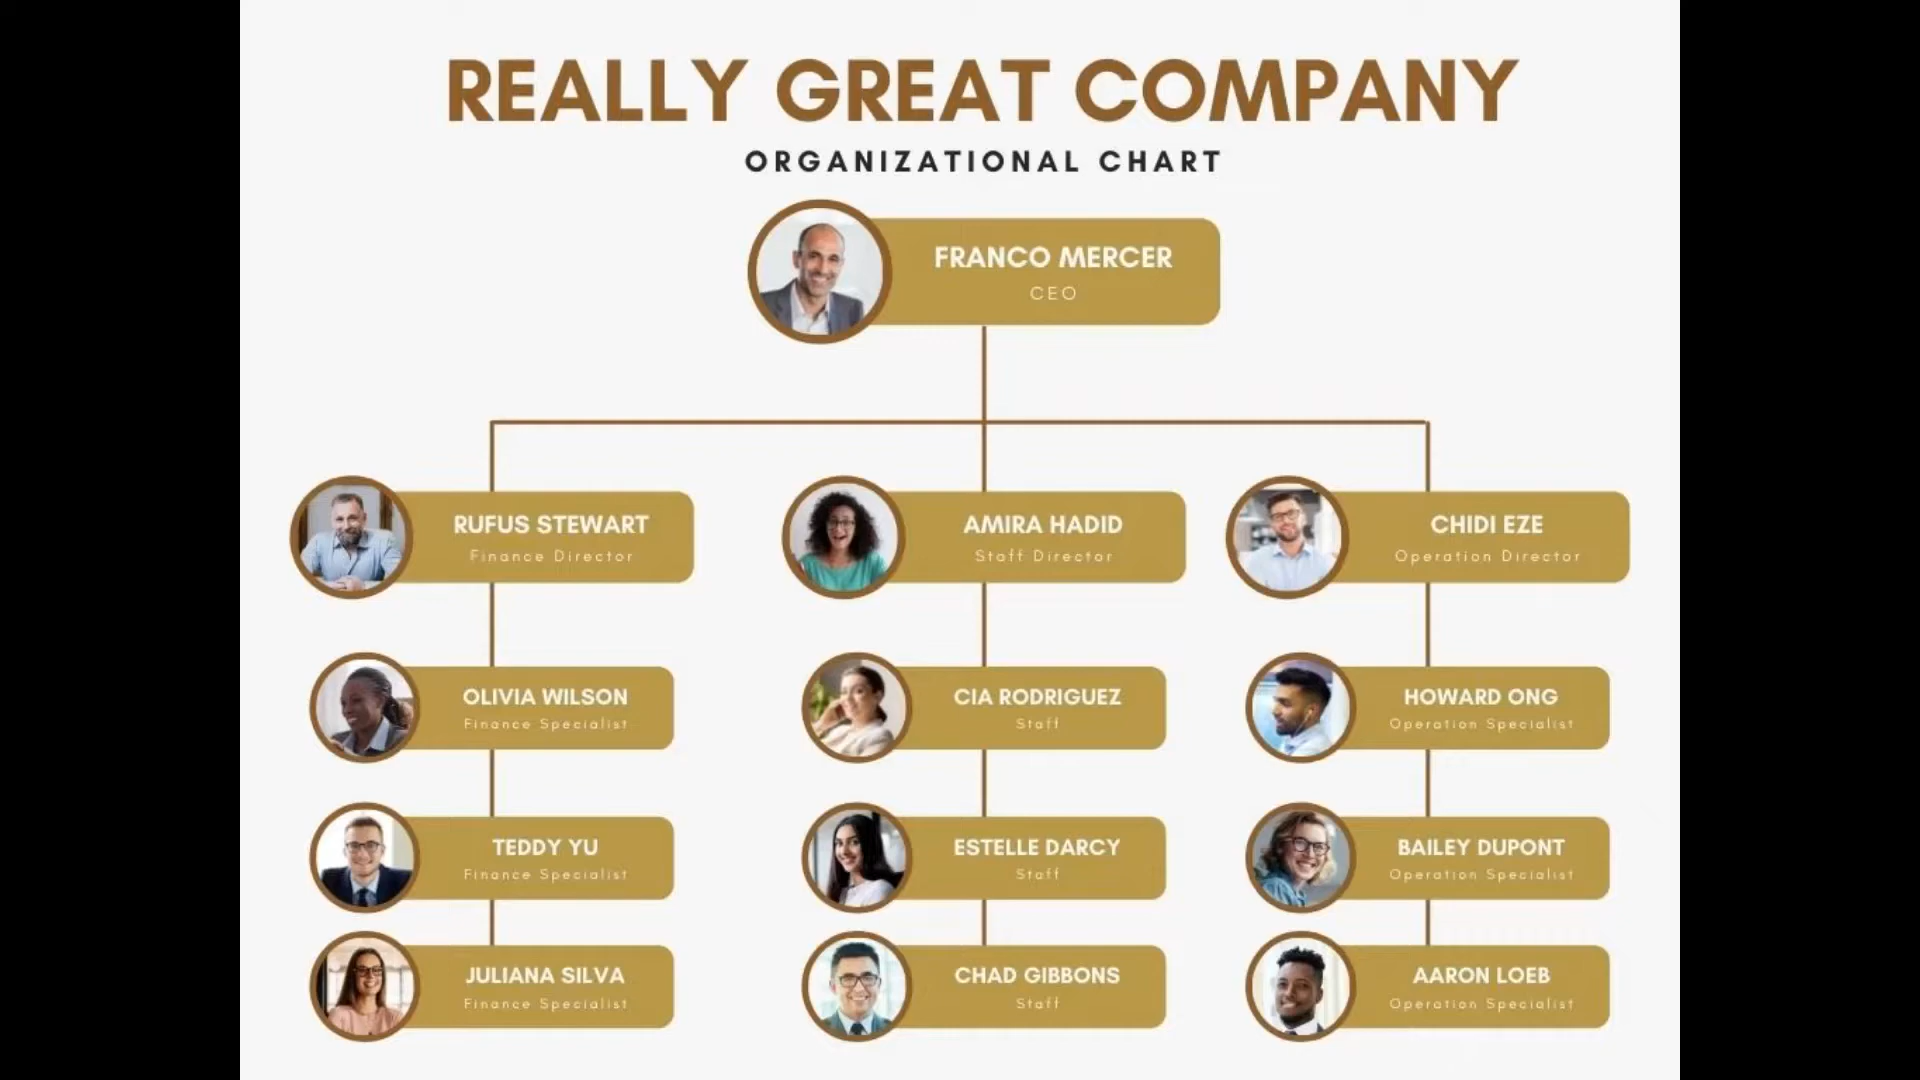 REALLY GREAT COMPANY
ORGANIZATIONAL CHART
FRANCO MERCER
CEO
RUFUS STEWART
Finance Director
AMIRA HADID
Staff Director
CHIDI EZE
Operation Director
OLIVIA WILSON
Finance Specialist
CIA RODRIGUEZ
Staff
HOWARD ONG
Operation Specialist
TEDDY YU
Finance Specialist
ESTELLE DARCY
Staff
BAILEY DUPONT
Operation Specialist
JULIANA SILVA
Finance Specialist
CHAD GIBBONS
Staff
AARON LOEB
Operation Specialist